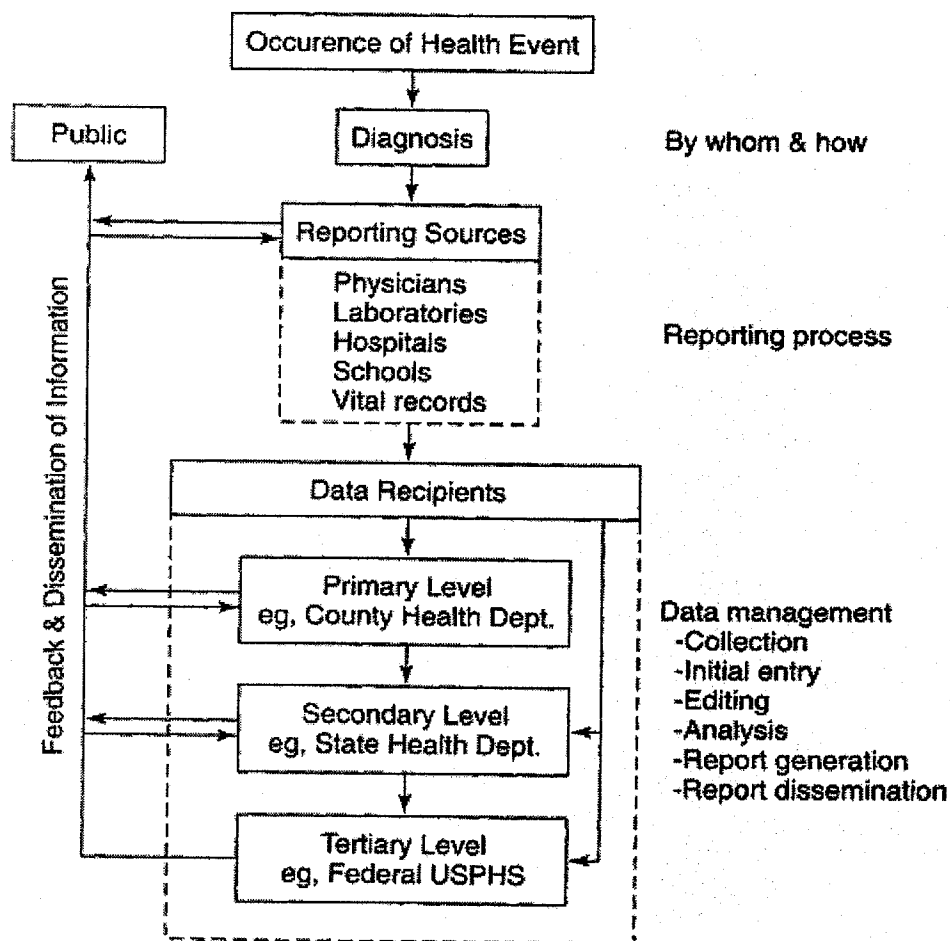 Occurence of Health Event
Public
Diagnosis
By whom & how
Reporting Sources
Physicians
Laboratories
Hospitals
Schools
Vital records
Reporting process
Feedback & Dissemination of Information
Data Recipients
Primary Level
eg, County Health Dept.
Secondary Level
eg, State Health Dept.
Tertiary Level
eg, Federal USPHS
Data management
-Collection
-Initial entry
-Editing
-Analysis
-Report generation
-Report dissemination